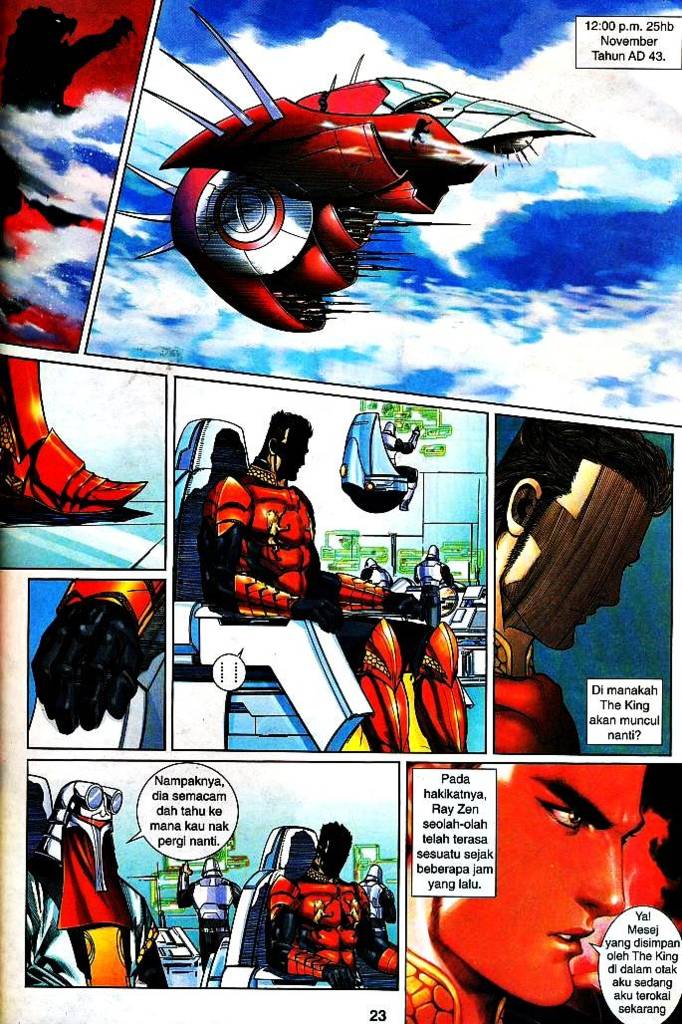 12:00 p.m. 25hb
November
Tahun AD 43.
Di manakah
The King
akan muncul
nanti?
Nampaknya,
dia semacam
dah tahu ke
mana kau nak
pergi nanti.
Pada
hakikatnya,
Ray Zen
seolah-olah
telah terasa
sesuatu sejak
beberapa jam
yang lalu.
Ya!
Mesej
yang disimpan
oleh The King
di dalam otak
aku sedang
aku terokai
sekarang
23